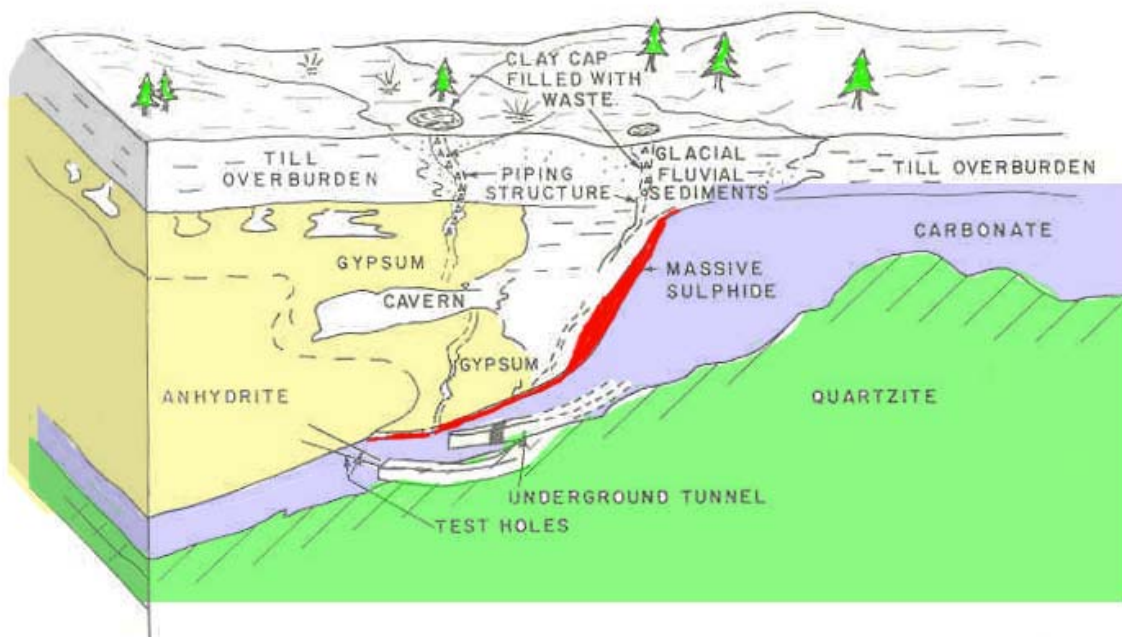 CLAY CAP
FILLED WITH
WASTE
TILL
OVERBURDEN
PIPING
STRUCTURE
GLACIAL
FLUVIAL
SEDIMENTS
TILL OVERBURDEN
CARBONATE
GYPSUM
MASSIVE
SULPHIDE
CAVERN
GYPSUM
ANHYDRITE
QUARTZITE
UNDERGROUND TUNNEL
TEST HOLES